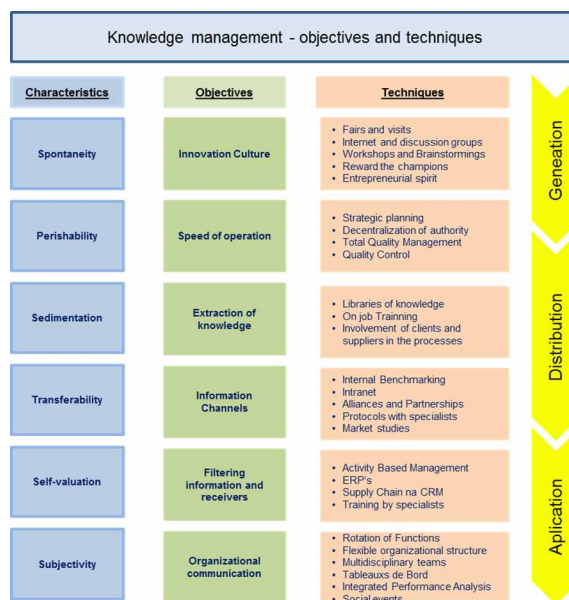 Knowledge management - objectives and techniques
Characteristics
Objectives
Techniques
Spontaneity
Innovation Culture
• Fairs and visits
• Internet and discussion groups
• Workshops and Brainstormings
• Reward the champions
• Entrepreneurial spirit
Perishability
Speed of operation
• Strategic planning
• Decentralization of authority
• Total Quality Management
• Quality Control
Sedimentation
Extraction of
knowledge
• Libraries of knowledge
• On job Trainning
• Involvement of clients and
suppliers in the processes
Transferability
Information
Channels
• Internal Benchmarking
• Intranet
• Alliances and Partnerships
• Protocols with specialists
• Market studies
Self-valuation
Filtering
information and
receivers
• Activity Based Management
• ERP's
• Supply Chain na CRM
• Training by specialists
Subjectivity
Organizational
communication
• Rotation of Functions
• Flexible organizational structure
• Multidisciplinary teams
• Tableauxs de Bord
• Integrated Performance Analysis
• Social events
Geneation
Distribution
Aplication